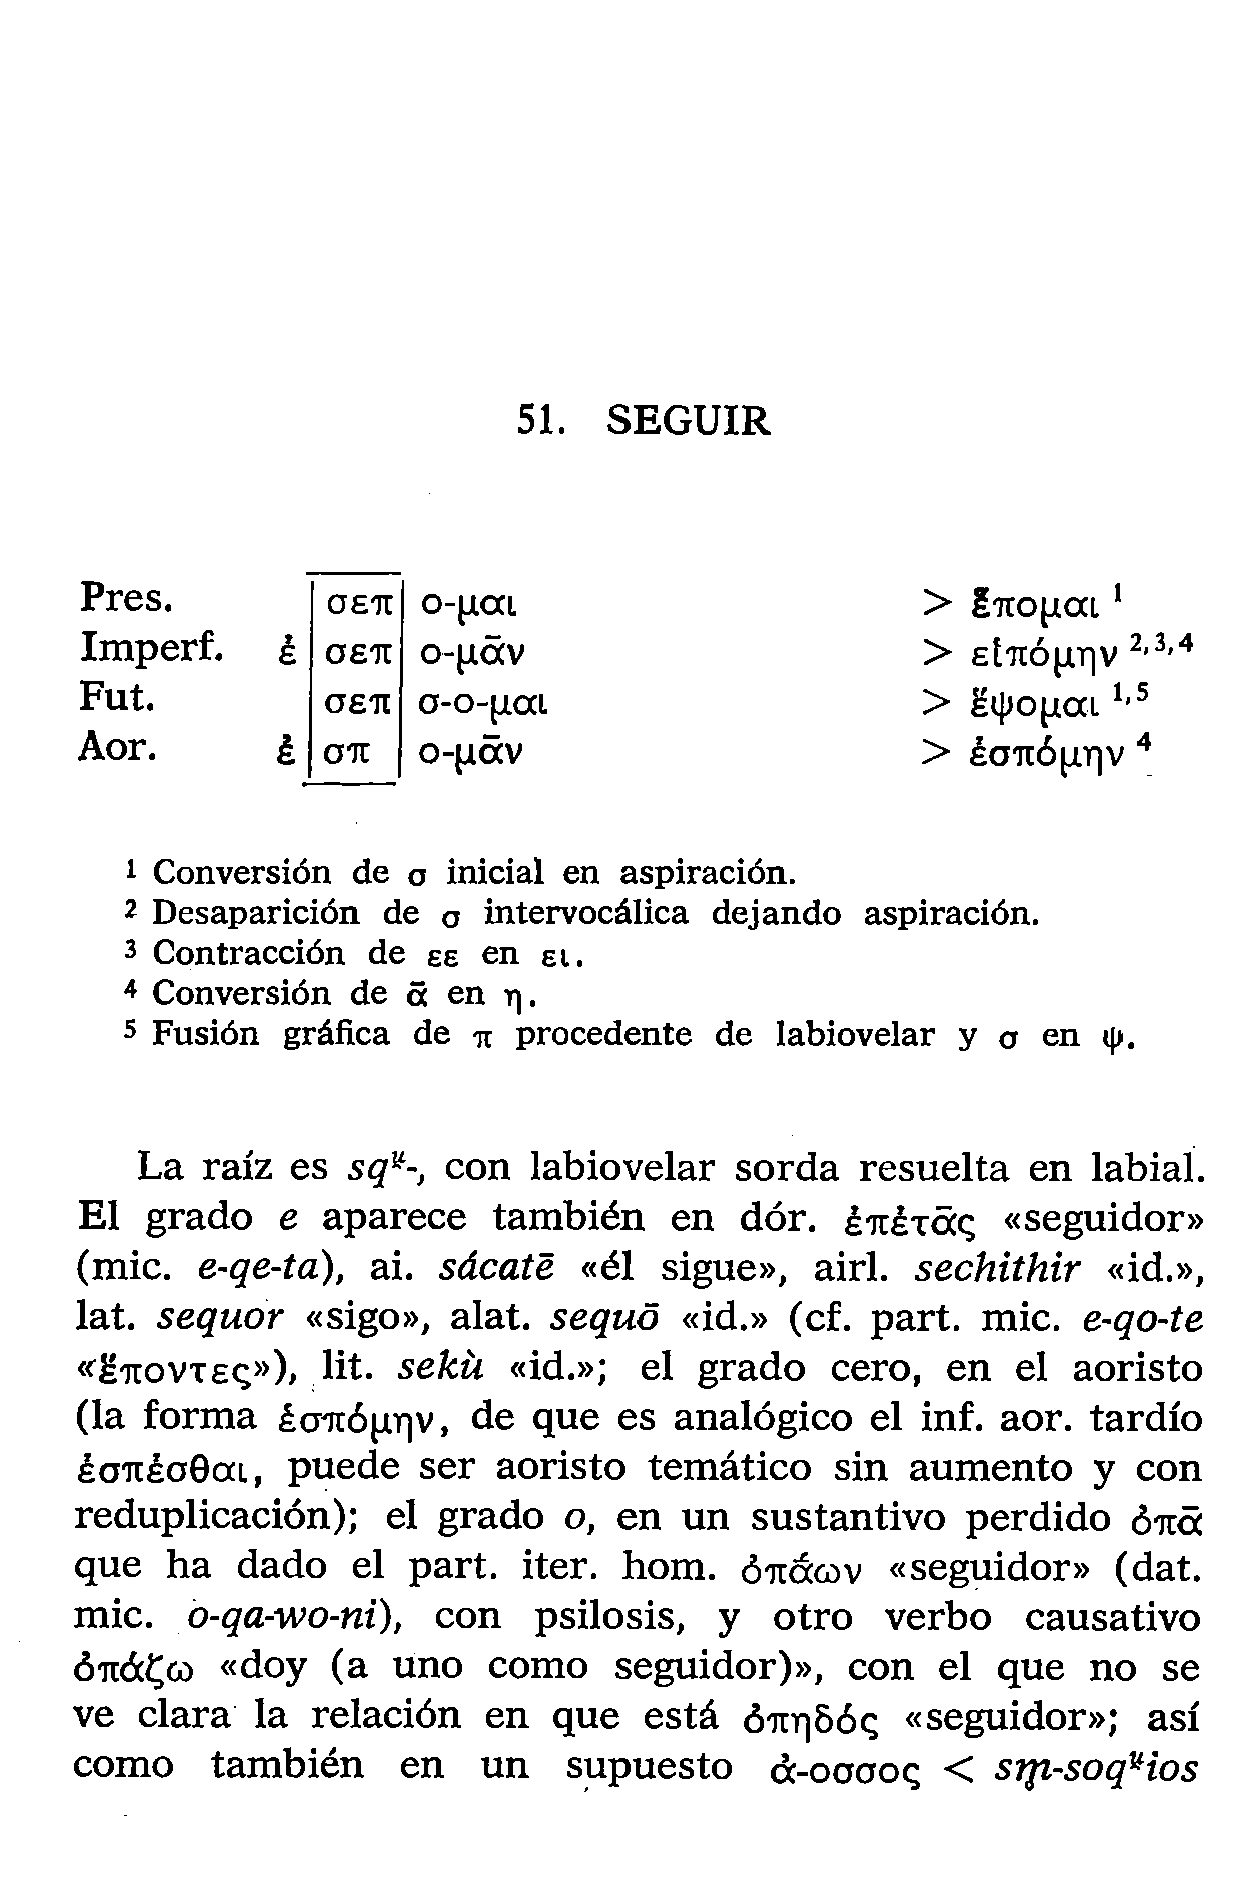 51. SEGUIR
Pres. σεπ ο-μαι > ἕπομαι ¹
Imperf. ἐ σεπ ο-μᾱν > εἱπόμην ²,³,⁴
Fut. σεπ σ-ο-μαι > ἕψομαι ¹,⁵
Aor. ἐ σπ ο-μᾱν > ἑσπόμην ⁴
¹ Conversión de σ inicial en aspiración.
² Desaparición de σ intervocálica dejando aspiración.
³ Contracción de εε en ει.
⁴ Conversión de ᾱ en η.
⁵ Fusión gráfica de π procedente de labiovelar y σ en ψ.
La raíz es sqᵘ̯-, con labiovelar sorda resuelta en labial.
El grado e aparece también en dór. ἑπέτᾱς «seguidor»
(mic. e-qe-ta), ai. sácatē «él sigue», airl. sechithir «id.»,
lat. sequor «sigo», alat. sequō «id.» (cf. part. mic. e-qo-te
«ἕποντες»), lit. sekù «id.»; el grado cero, en el aoristo
(la forma ἑσπόμην, de que es analógico el inf. aor. tardío
ἑσπέσθαι, puede ser aoristo temático sin aumento y con
reduplicación); el grado o, en un sustantivo perdido ὀπᾱ
que ha dado el part. iter. hom. ὀπᾱ́ων «seguidor» (dat.
mic. o-qa-wo-ni), con psilosis, y otro verbo causativo
ὀπάζω «doy (a uno como seguidor)», con el que no se
ve clara la relación en que está ὀπηδός «seguidor»; así
como también en un supuesto ἀ-οσσος < sm̥-soqᵘ̯ios